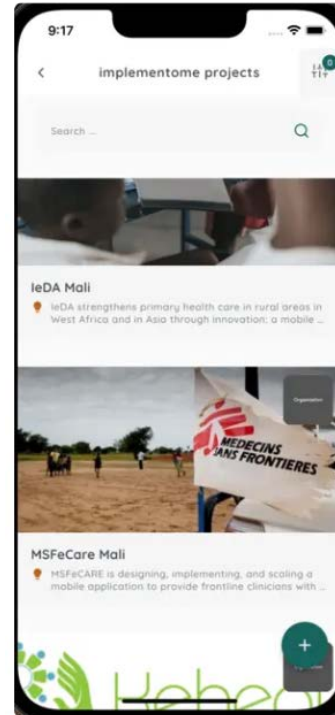 9:17
implementome projects
0
Search ...
IeDA Mali
IeDA strengthens primary health care in rural areas in
West Africa and in Asia through innovation: a mobile ...
Organisation
MEDECINS
SANS FRONTIERES
MSFeCare Mali
MSFeCARE is designing, implementing, and scaling a
mobile application to provide frontline clinicians with ...
+